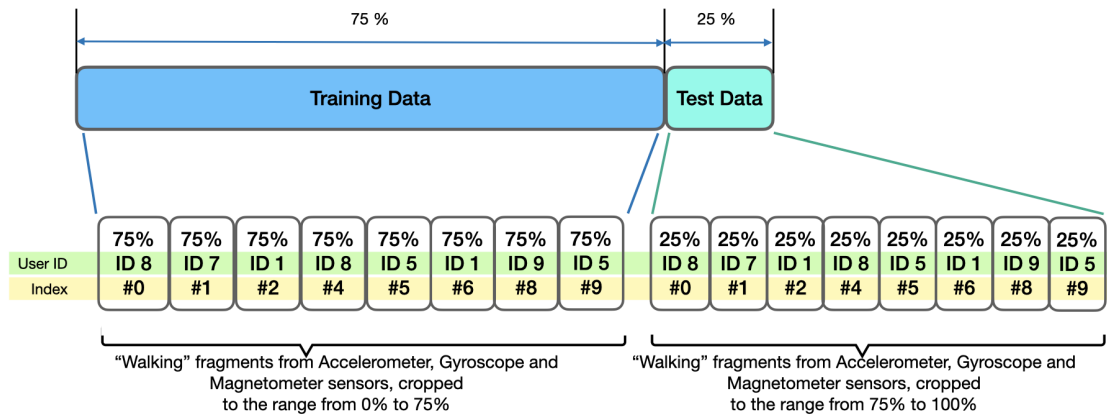 75 % 25 %
Training Data Test Data
75% 75% 75% 75% 75% 75% 75% 75% 25% 25% 25% 25% 25% 25% 25% 25%
User ID ID 8 ID 7 ID 1 ID 8 ID 5 ID 1 ID 9 ID 5 ID 8 ID 7 ID 1 ID 8 ID 5 ID 1 ID 9 ID 5
Index #0 #1 #2 #4 #5 #6 #8 #9 #0 #1 #2 #4 #5 #6 #8 #9
“Walking” fragments from Accelerometer, Gyroscope and
Magnetometer sensors, cropped
to the range from 0% to 75%
“Walking” fragments from Accelerometer, Gyroscope and
Magnetometer sensors, cropped
to the range from 75% to 100%